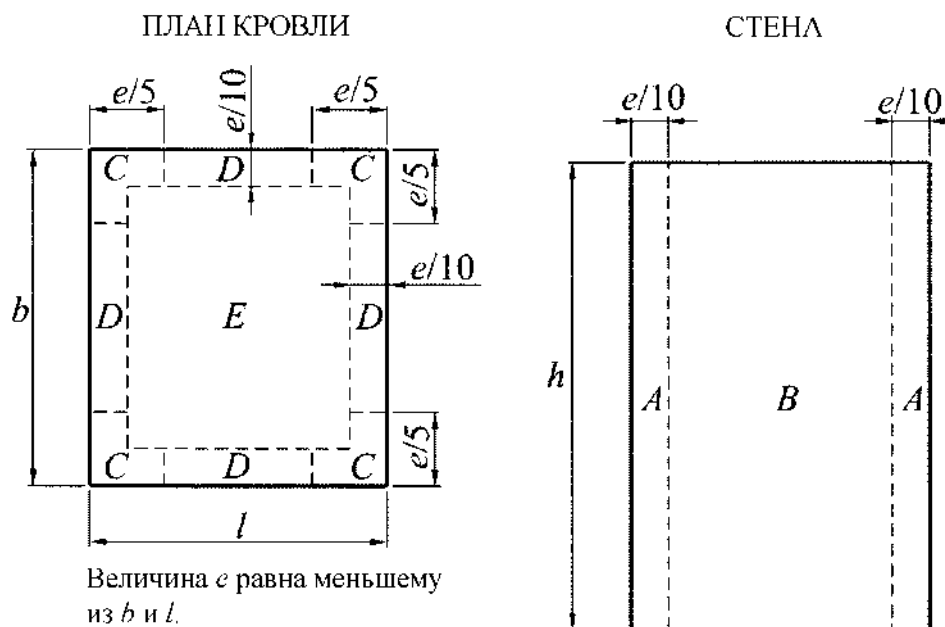 ПЛАН КРОВЛИ
СТЕНА
e/5
e/10
e/5
e/10
e/10
C
D
C
e/5
e/10
b
D
E
D
h
A
B
A
C
D
C
e/5
l
Величина e равна меньшему
из b и l.